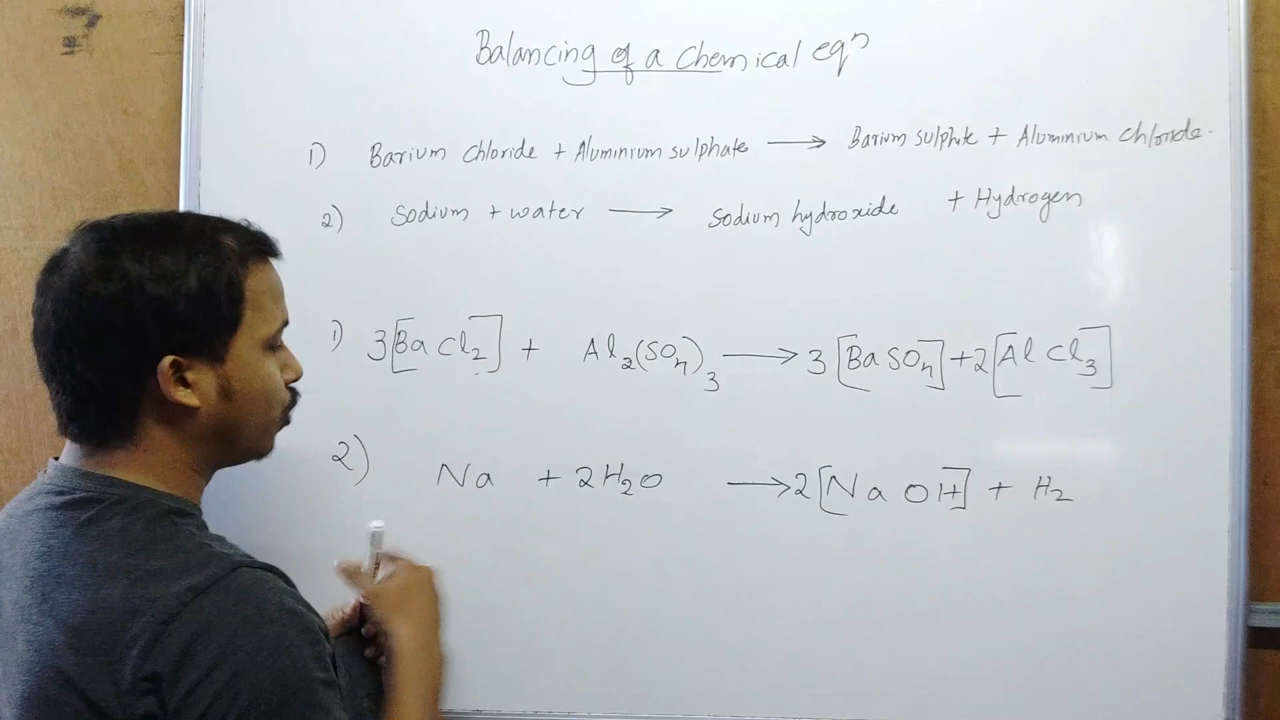 Balancing of a Chemical eqⁿ
1) Barium chloride + Aluminium sulphate ⟶ Barium sulphate + Aluminium chloride.
2) Sodium + water ⟶ Sodium hydroxide + Hydrogen
1) 3[BaCl₂] + Al₂(SO₄)₃ ⟶ 3[BaSO₄] + 2[AlCl₃]
2) Na + 2H₂O ⟶ 2[NaOH] + H₂